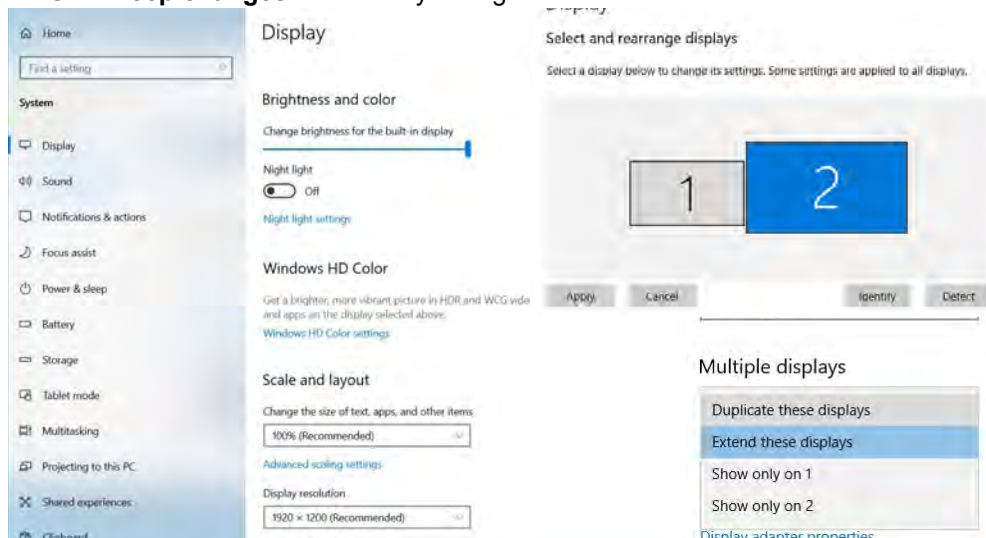 Home
Find a setting
System
Display
Sound
Notifications & actions
Focus assist
Power & sleep
Battery
Storage
Tablet mode
Multitasking
Projecting to this PC
Shared experiences
Clipboard
Display
Brightness and color
Change brightness for the built-in display
Night light
Off
Night light settings
Windows HD Color
Get a brighter, more vibrant picture in HDR and WCG video
and apps on the display selected above.
Windows HD Color settings
Scale and layout
Change the size of text, apps, and other items
100% (Recommended)
Advanced scaling settings
Display resolution
1920 × 1200 (Recommended)
Display
Select and rearrange displays
Select a display below to change its settings. Some settings are applied to all displays.
1
2
Apply
Cancel
Identify
Detect
Multiple displays
Duplicate these displays
Extend these displays
Show only on 1
Show only on 2
Display adapter properties